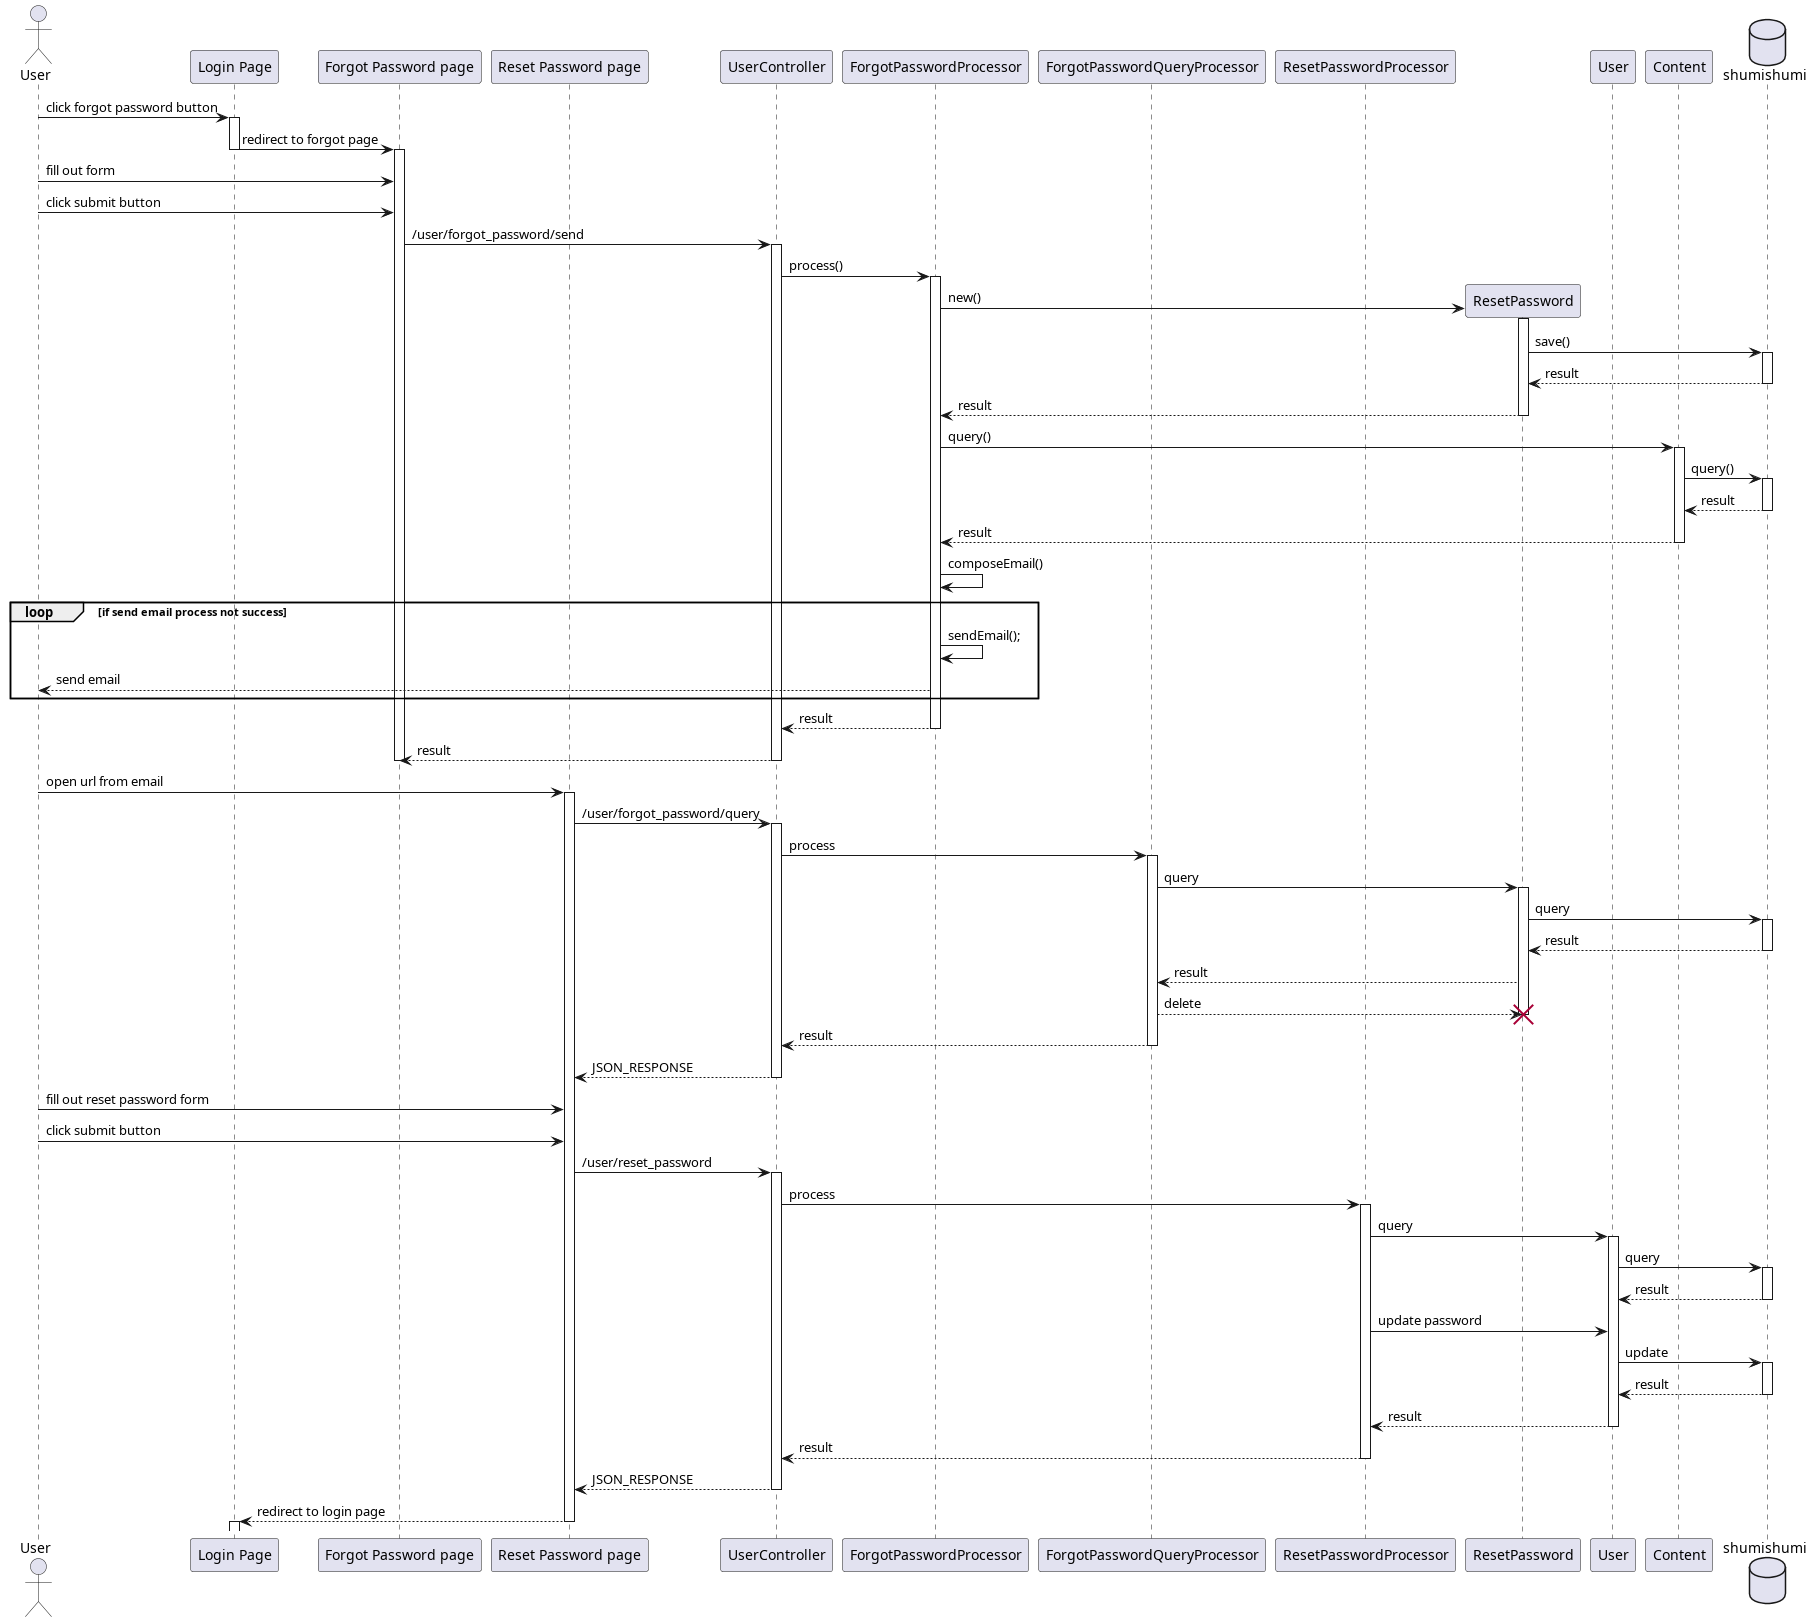 User
Login Page
Forgot Password page
Reset Password page
UserController
ForgotPasswordProcessor
ForgotPasswordQueryProcessor
ResetPasswordProcessor
User
Content
shumishumi
click forgot password button
redirect to forgot page
fill out form
click submit button
/user/forgot_password/send
process()
new()
ResetPassword
save()
result
result
query()
query()
result
result
composeEmail()
loop
[if send email process not success]
sendEmail();
send email
result
result
open url from email
/user/forgot_password/query
process
query
query
result
result
delete
result
JSON_RESPONSE
fill out reset password form
click submit button
/user/reset_password
process
query
query
result
update password
update
result
result
result
JSON_RESPONSE
redirect to login page
User
Login Page
Forgot Password page
Reset Password page
UserController
ForgotPasswordProcessor
ForgotPasswordQueryProcessor
ResetPasswordProcessor
ResetPassword
User
Content
shumishumi